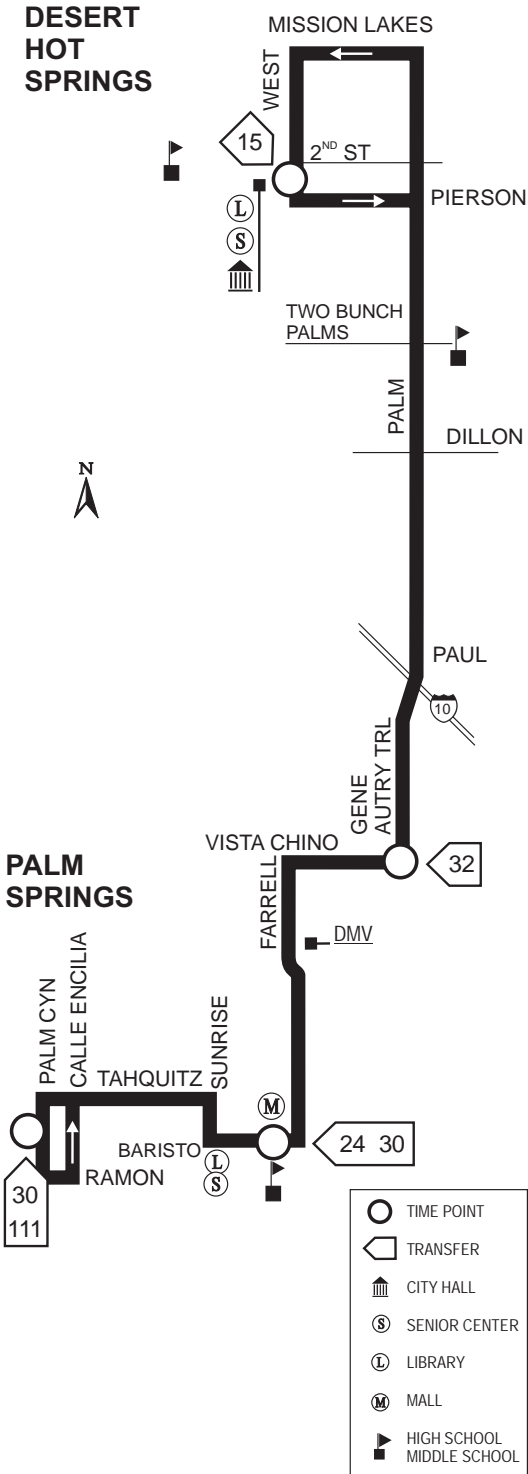 DESERT
HOT
SPRINGS
MISSION LAKES
WEST
15
2ND ST
PIERSON
L
S
TWO BUNCH
PALMS
PALM
DILLON
N
PAUL
10
GENE
AUTRY TRL
VISTA CHINO
32
PALM
SPRINGS
FARRELL
DMV
PALM CYN
CALLE ENCILIA
SUNRISE
TAHQUITZ
M
BARISTO
24 30
L
S
RAMON
30
111
TIME POINT
TRANSFER
CITY HALL
S SENIOR CENTER
L LIBRARY
M MALL
HIGH SCHOOL
MIDDLE SCHOOL